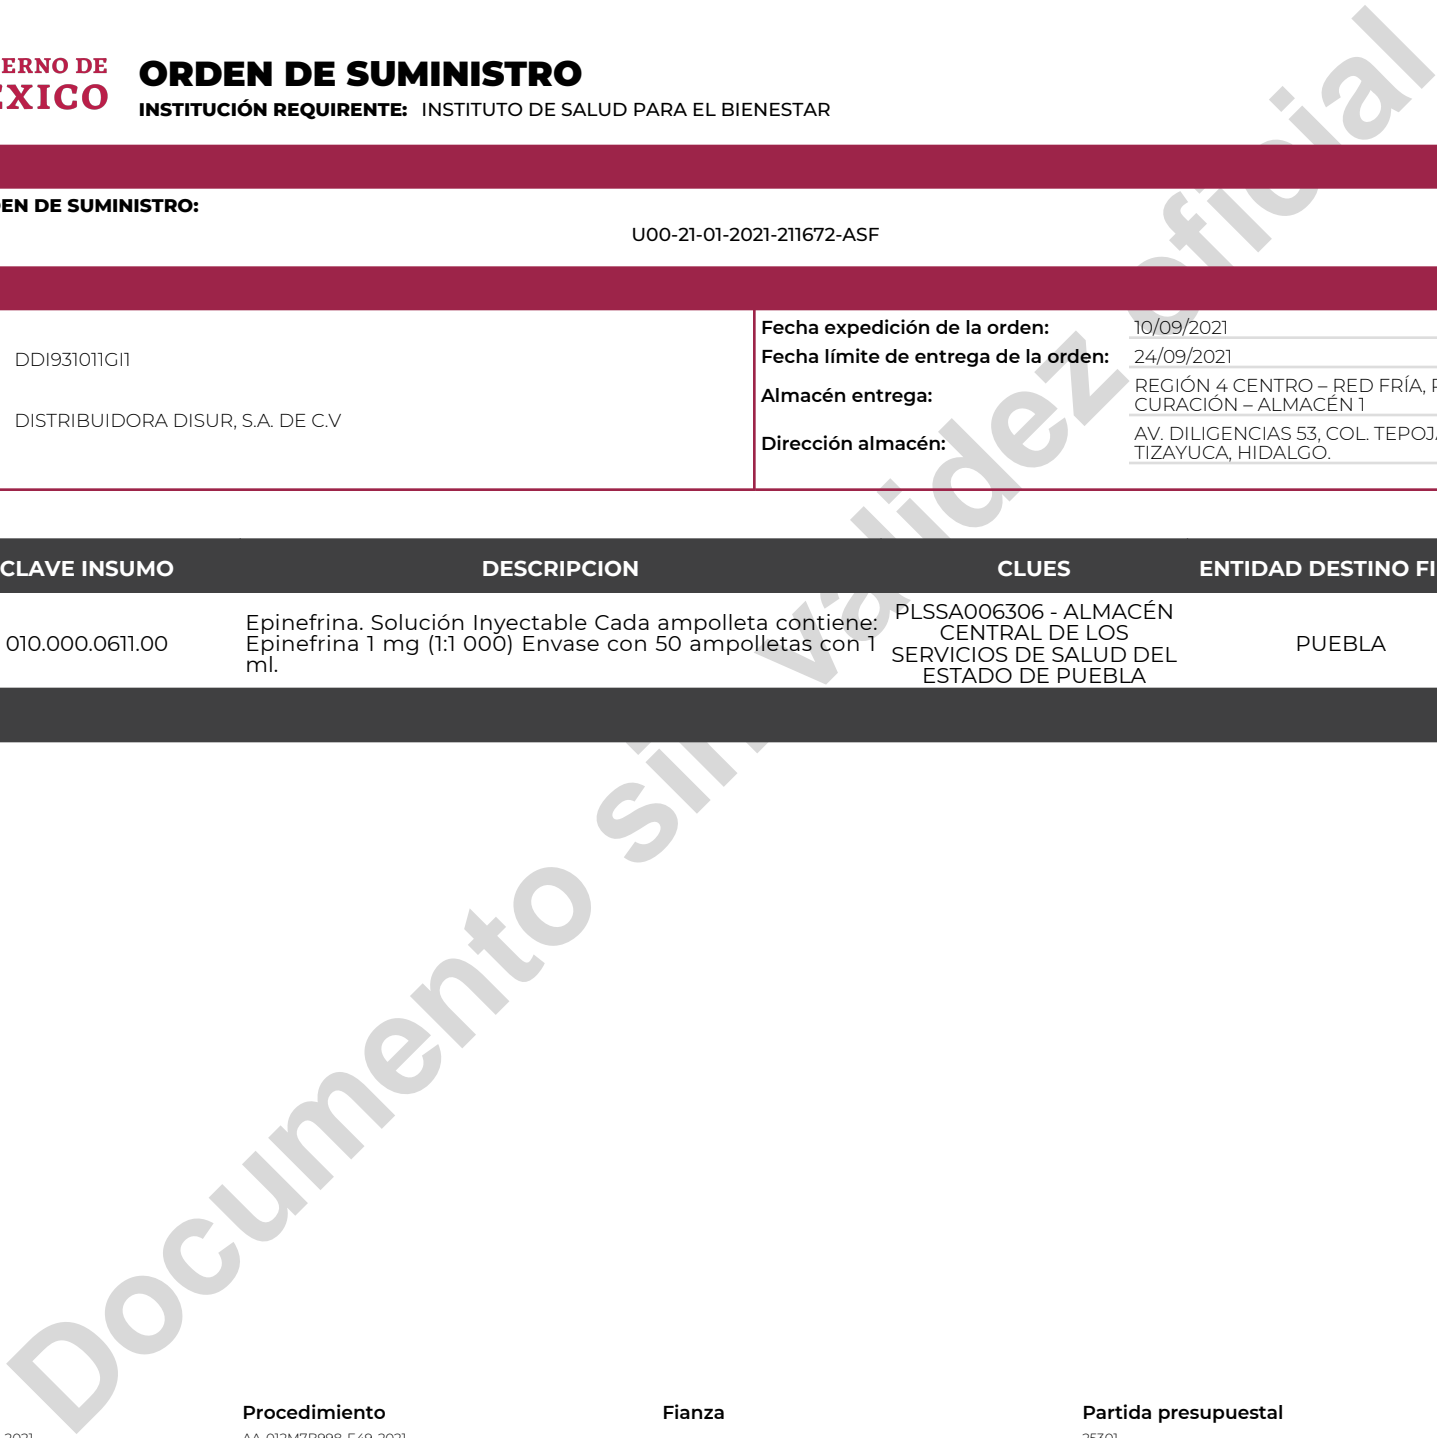 ERNO DE
EXICO
ORDEN DE SUMINISTRO
INSTITUCIÓN REQUIRENTE: INSTITUTO DE SALUD PARA EL BIENESTAR
EN DE SUMINISTRO:
U00-21-01-2021-211672-ASF
DDI931011GI1
DISTRIBUIDORA DISUR, S.A. DE C.V
Fecha expedición de la orden: 10/09/2021
Fecha límite de entrega de la orden: 24/09/2021
Almacén entrega: REGIÓN 4 CENTRO – RED FRÍA,
CURACIÓN – ALMACÉN 1
Dirección almacén: AV. DILIGENCIAS 53, COL. TEPOJ
TIZAYUCA, HIDALGO.
CLAVE INSUMO DESCRIPCION CLUES ENTIDAD DESTINO FI
010.000.0611.00
Epinefrina. Solución Inyectable Cada ampolleta contiene:
Epinefrina 1 mg (1:1 000) Envase con 50 ampolletas con 1
ml.
PLSSA006306 - ALMACÉN
CENTRAL DE LOS
SERVICIOS DE SALUD DEL
ESTADO DE PUEBLA
PUEBLA
Documento sin validez oficial
Procedimiento Fianza Partida presupuestal